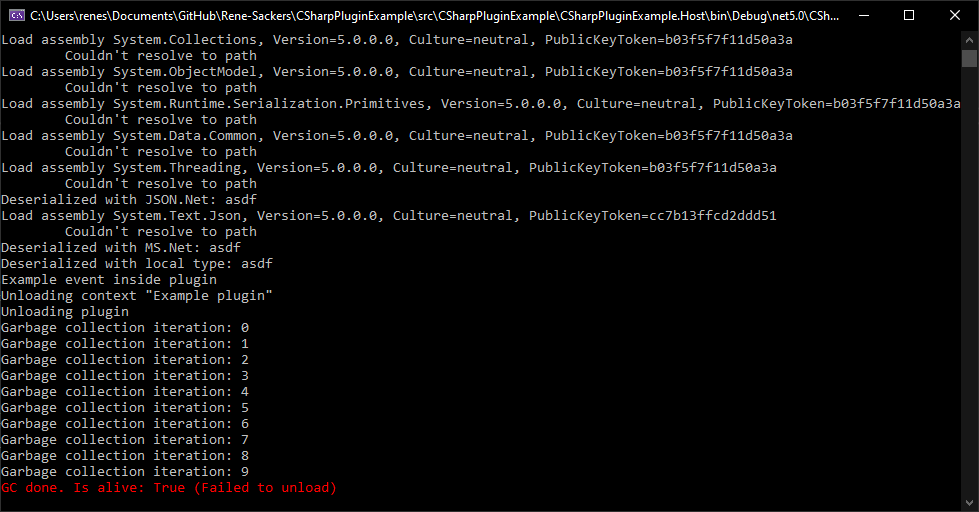 C:\Users\renes\Documents\GitHub\Rene-Sackers\CSharpPluginExample\src\CSharpPluginExample\CSharpPluginExample.Host\bin\Debug\net5.0\CSh...
Load assembly System.Collections, Version=5.0.0.0, Culture=neutral, PublicKeyToken=b03f5f7f11d50a3a
Couldn't resolve to path
Load assembly System.ObjectModel, Version=5.0.0.0, Culture=neutral, PublicKeyToken=b03f5f7f11d50a3a
Couldn't resolve to path
Load assembly System.Runtime.Serialization.Primitives, Version=5.0.0.0, Culture=neutral, PublicKeyToken=b03f5f7f11d50a3a
Couldn't resolve to path
Load assembly System.Data.Common, Version=5.0.0.0, Culture=neutral, PublicKeyToken=b03f5f7f11d50a3a
Couldn't resolve to path
Load assembly System.Threading, Version=5.0.0.0, Culture=neutral, PublicKeyToken=b03f5f7f11d50a3a
Couldn't resolve to path
Deserialized with JSON.Net: asdf
Load assembly System.Text.Json, Version=5.0.0.0, Culture=neutral, PublicKeyToken=cc7b13ffcd2ddd51
Couldn't resolve to path
Deserialized with MS.Net: asdf
Deserialized with local type: asdf
Example event inside plugin
Unloading context "Example plugin"
Unloading plugin
Garbage collection iteration: 0
Garbage collection iteration: 1
Garbage collection iteration: 2
Garbage collection iteration: 3
Garbage collection iteration: 4
Garbage collection iteration: 5
Garbage collection iteration: 6
Garbage collection iteration: 7
Garbage collection iteration: 8
Garbage collection iteration: 9
GC done. Is alive: True (Failed to unload)